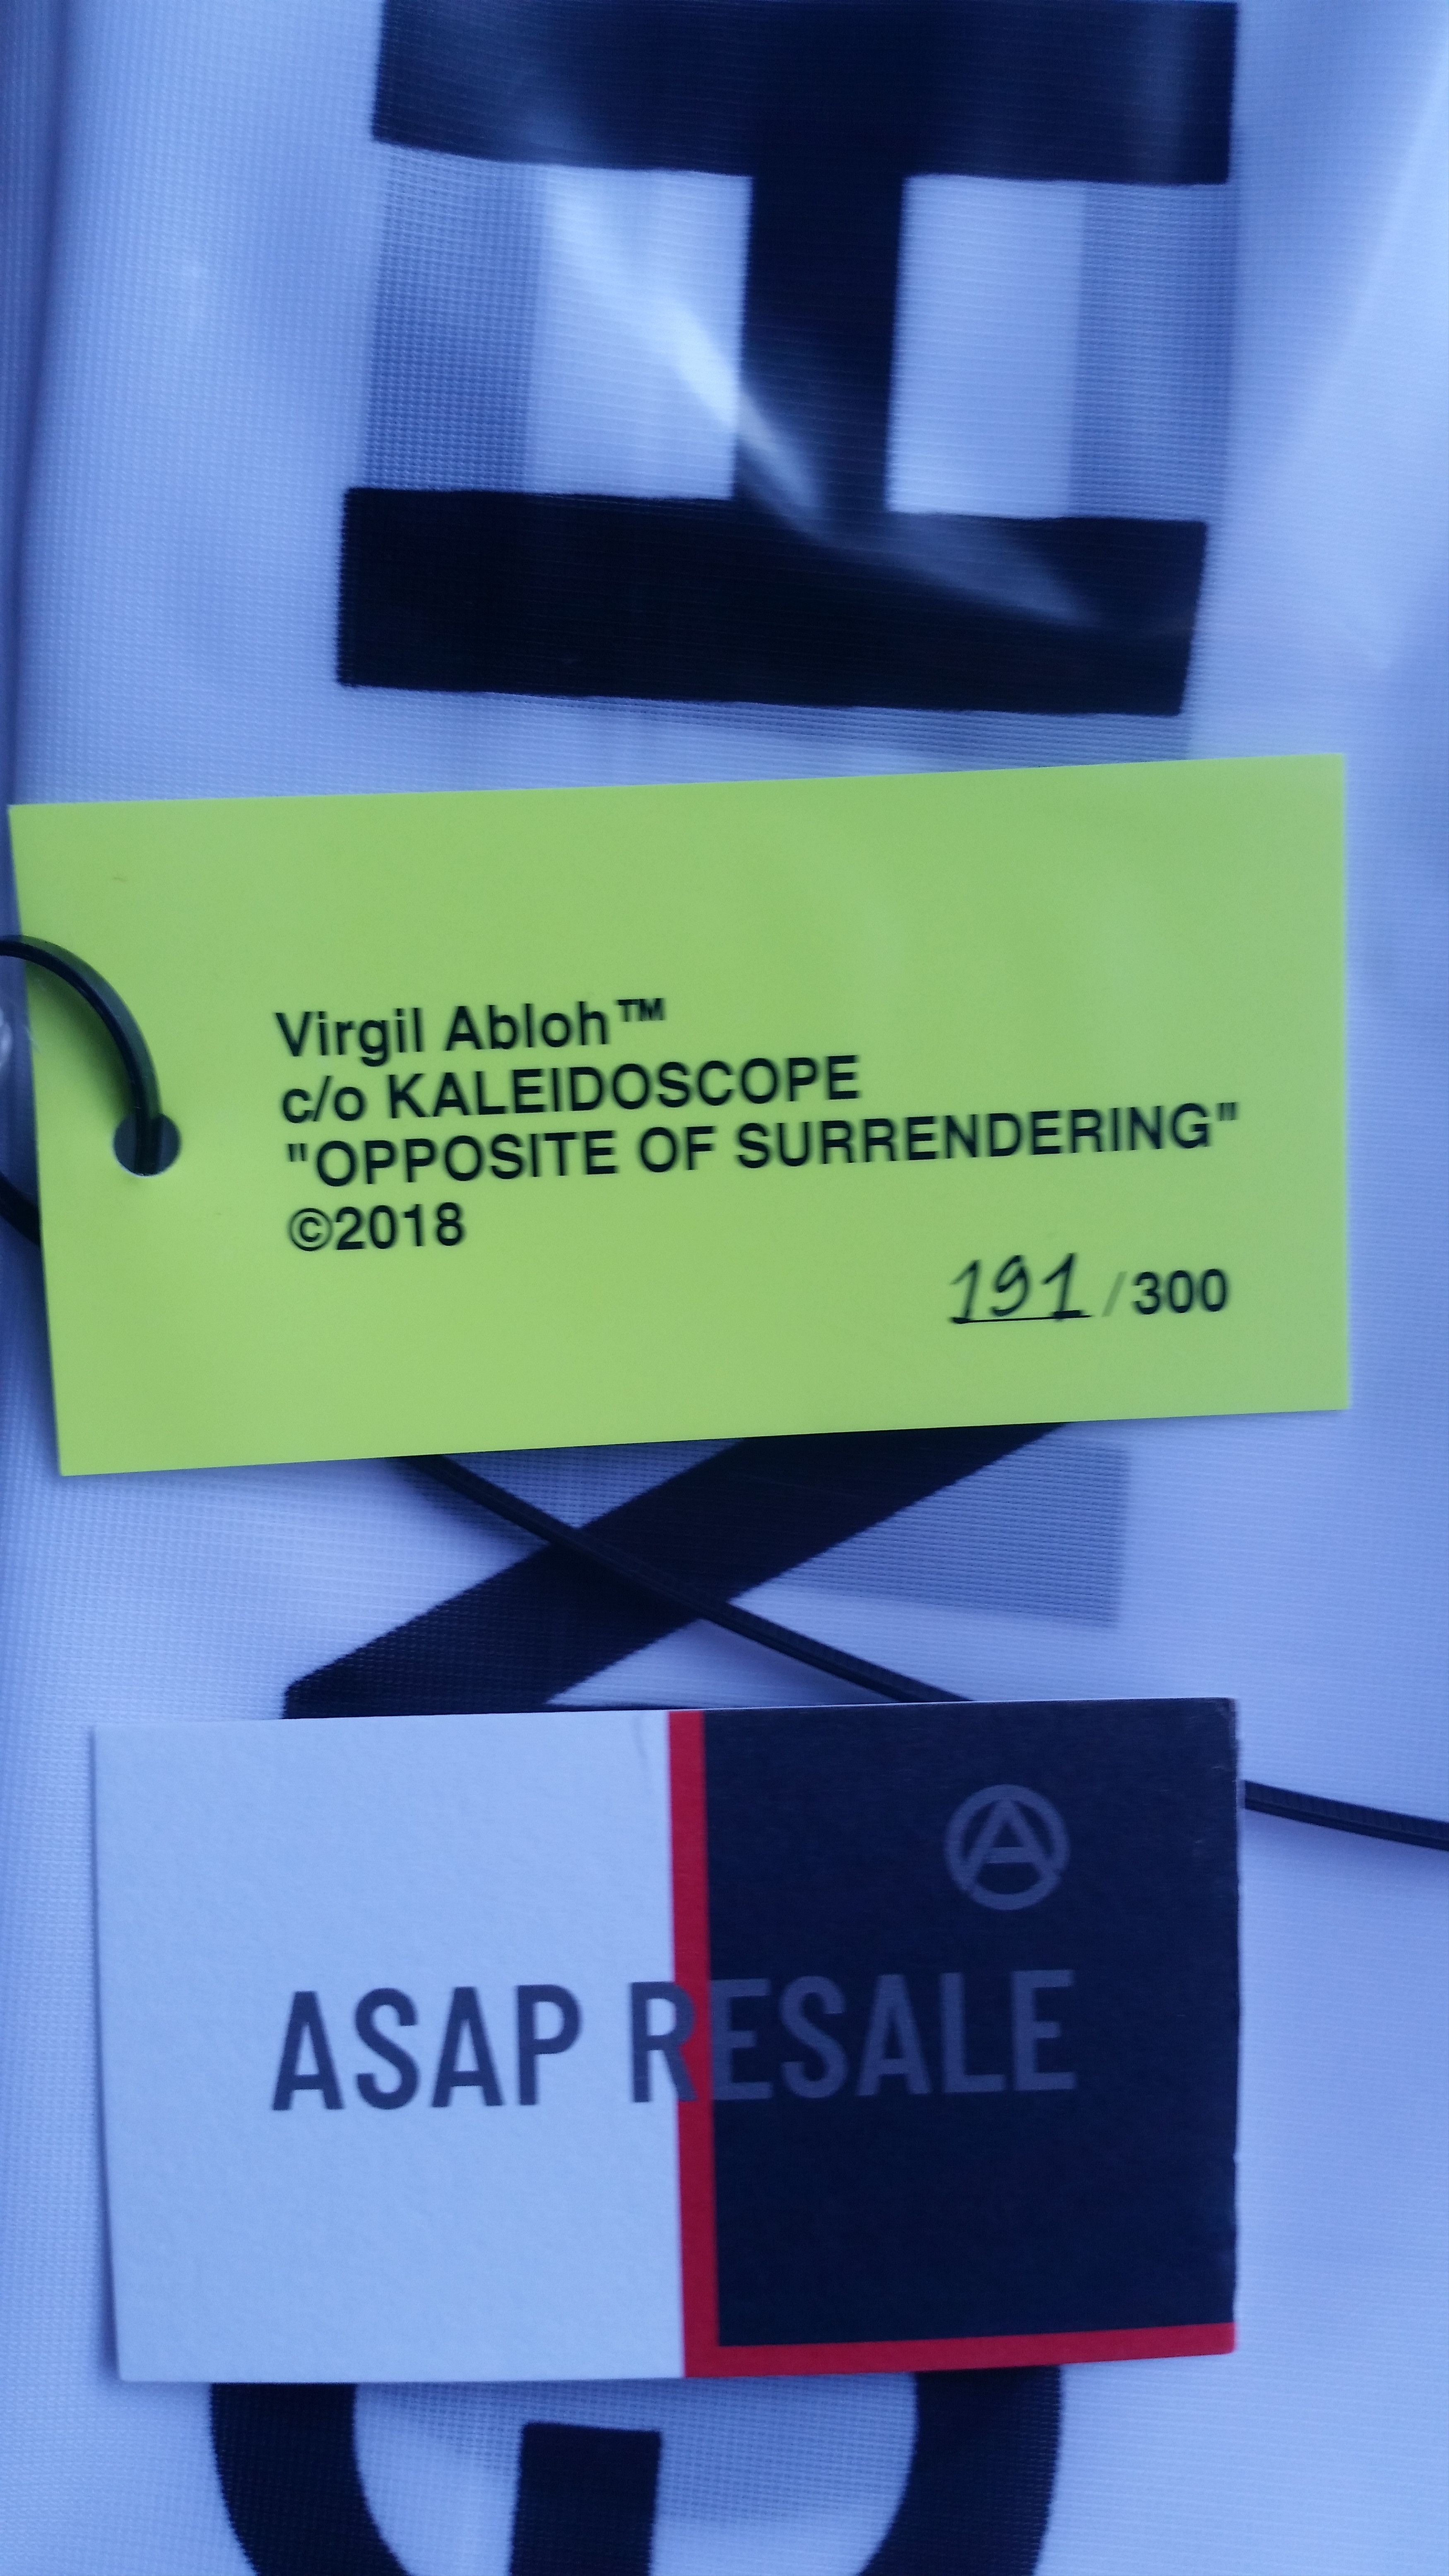 Virgil Abloh™
c/o KALEIDOSCOPE
"OPPOSITE OF SURRENDERING"
©2018
191 / 300
ASAP RESALE